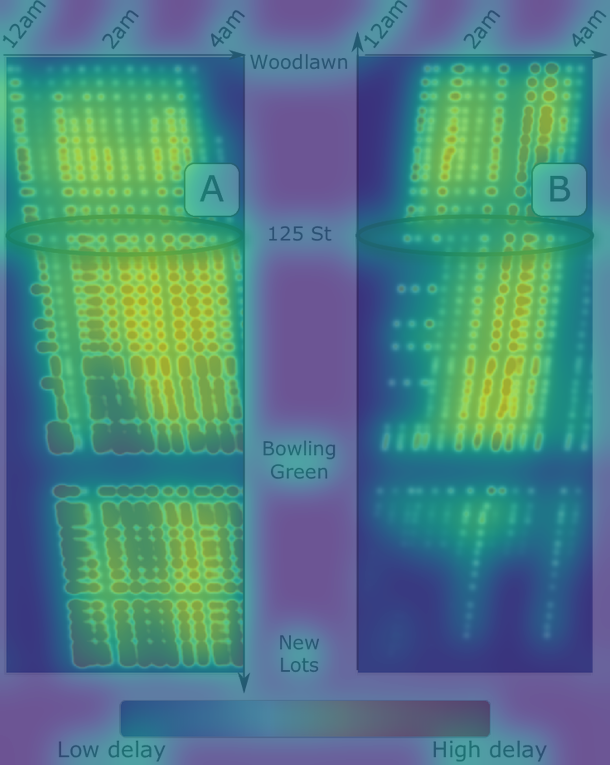 12am 2am 4am 12am 2am 4am
Woodlawn
A B
125 St
Bowling
Green
New
Lots
Low delay High delay